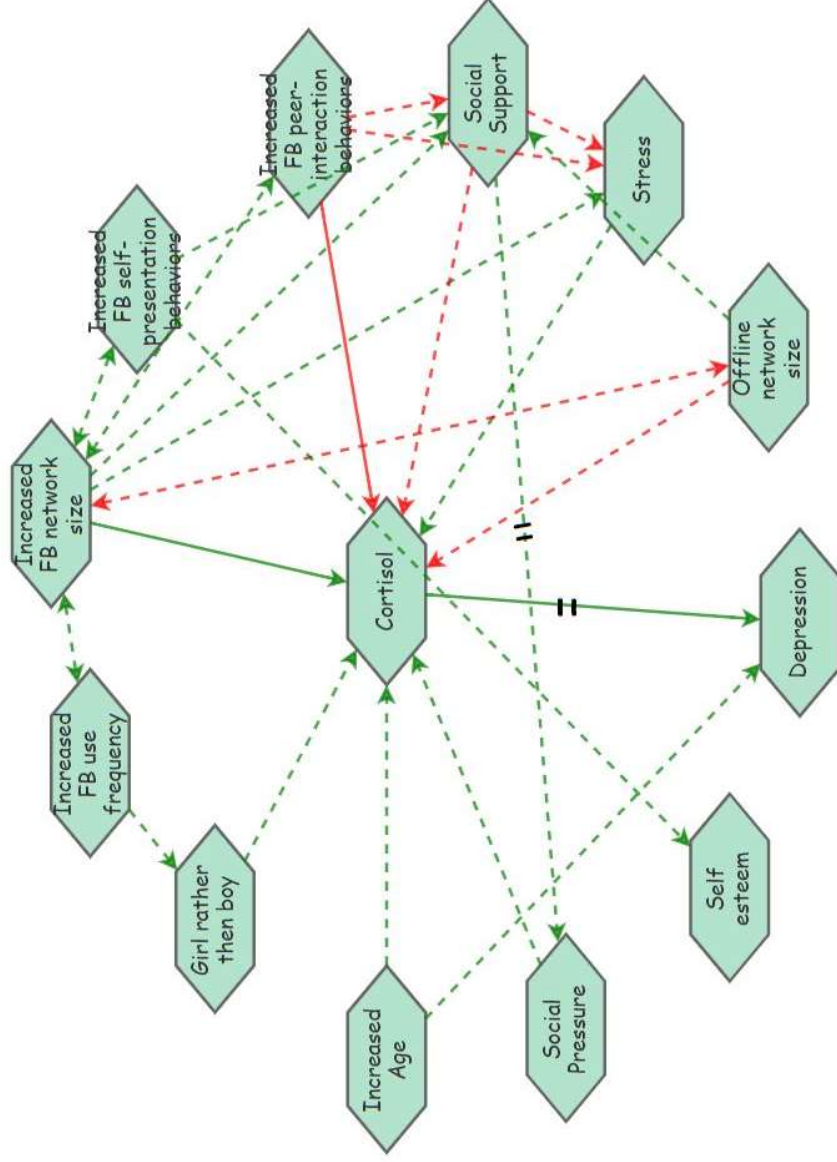 Increased
FB network
size
Increased
FB self-
presentation
behaviors
Increased
FB peer-
interaction
behaviors
Social
Support
Stress
Offline
network
size
Depression
Self
esteem
Social
Pressure
Increased
Age
Girl rather
then boy
Increased
FB use
frequency
Cortisol